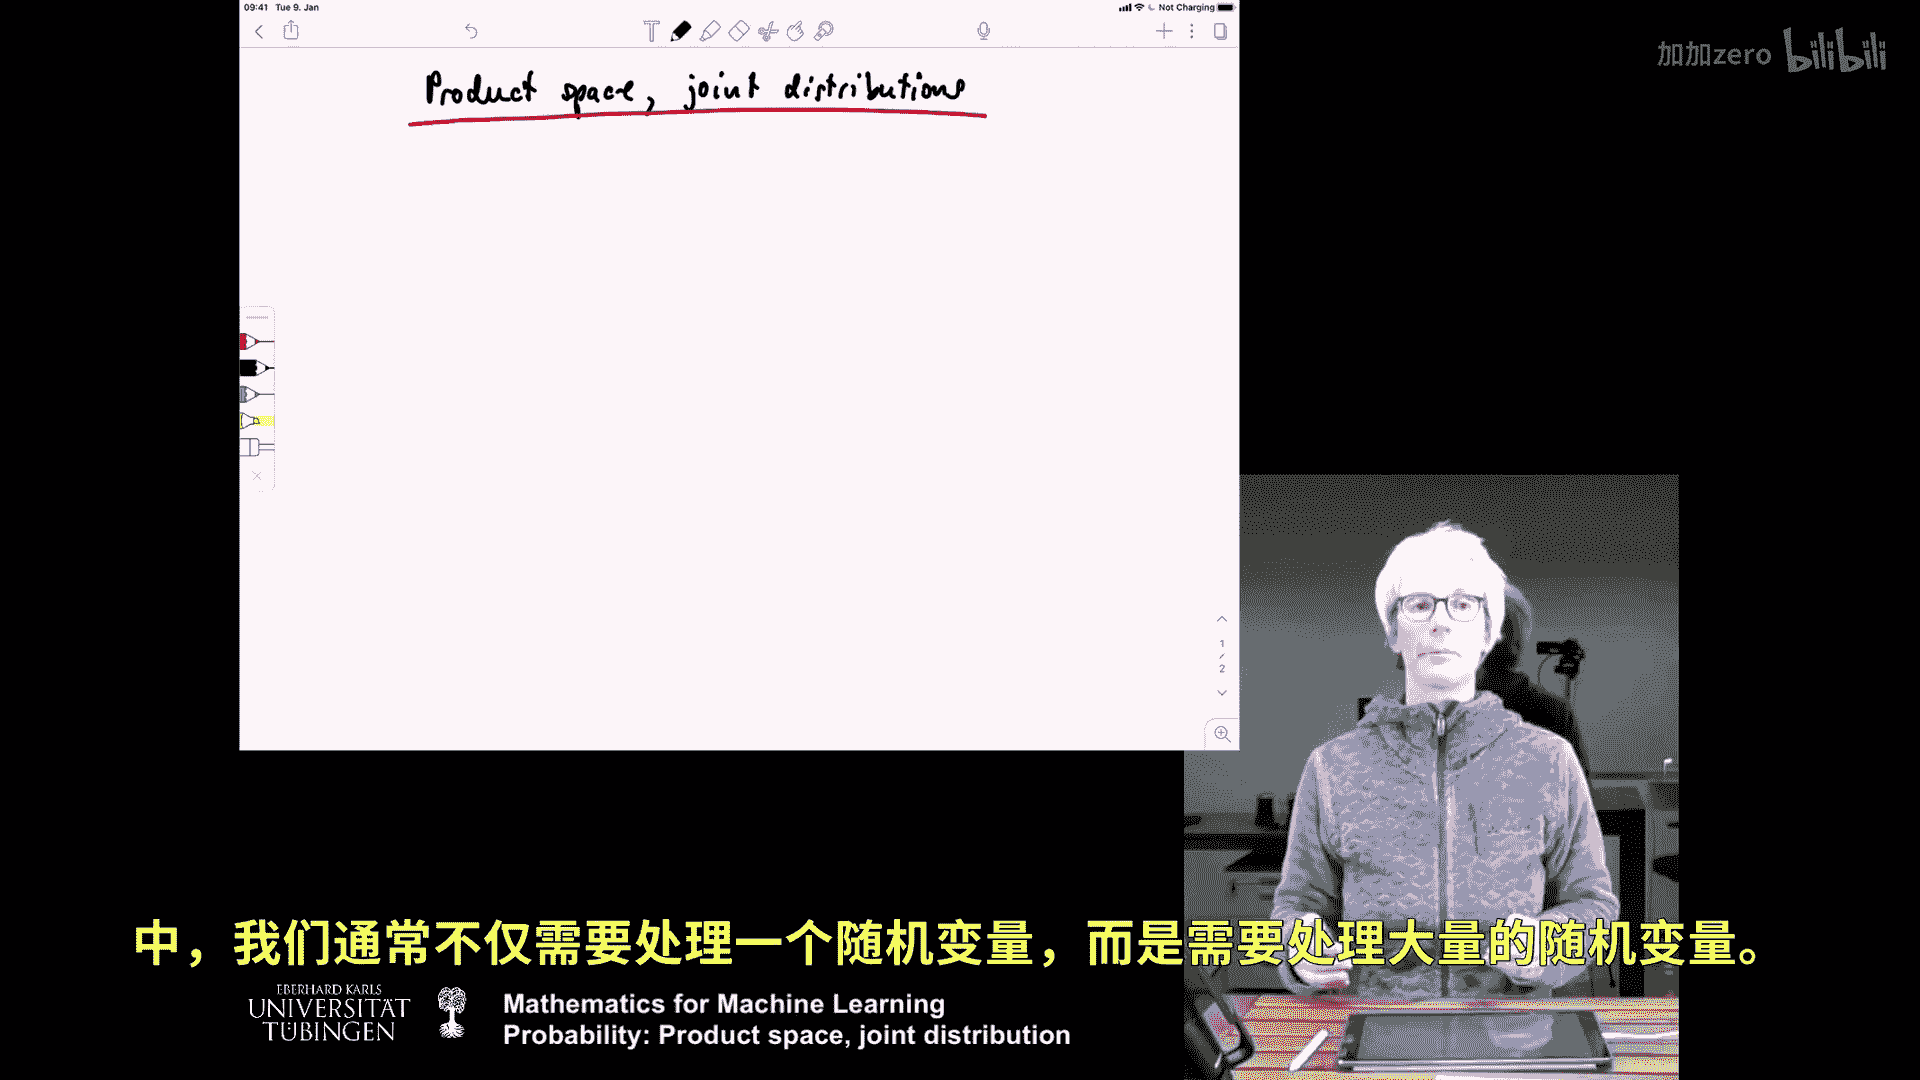 09:41 Tue 9. Jan
Not Charging
加加zero bilibili
Product space, joint distributions
1
2
中，我们通常不仅需要处理一个随机变量，而是需要处理大量的随机变量。
EBERHARD KARLS
UNIVERSITÄT
TÜBINGEN
Mathematics for Machine Learning
Probability: Product space, joint distribution